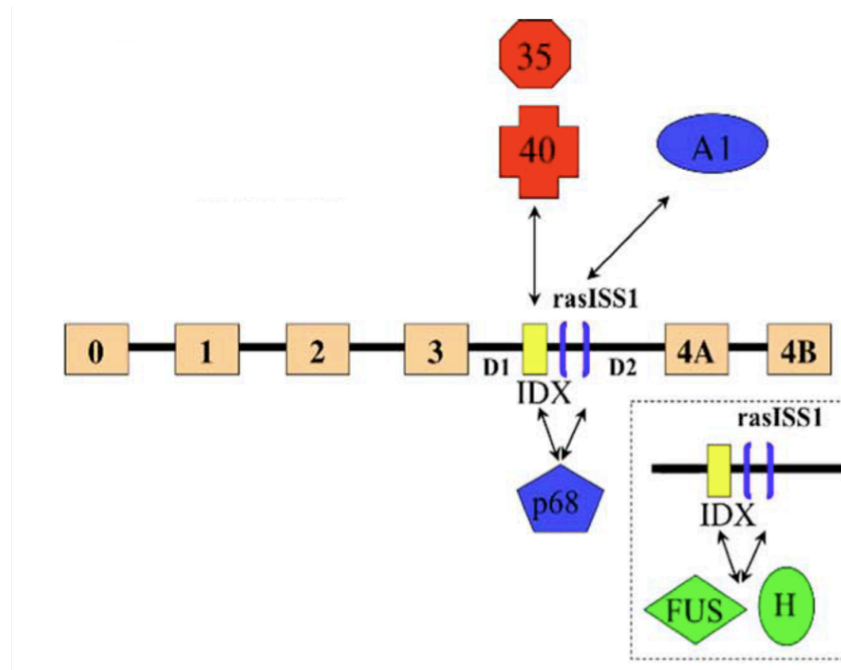 35
40
A1
rasISS1
0 1 2 3 4A 4B
D1 D2
IDX
p68
rasISS1
IDX
FUS H